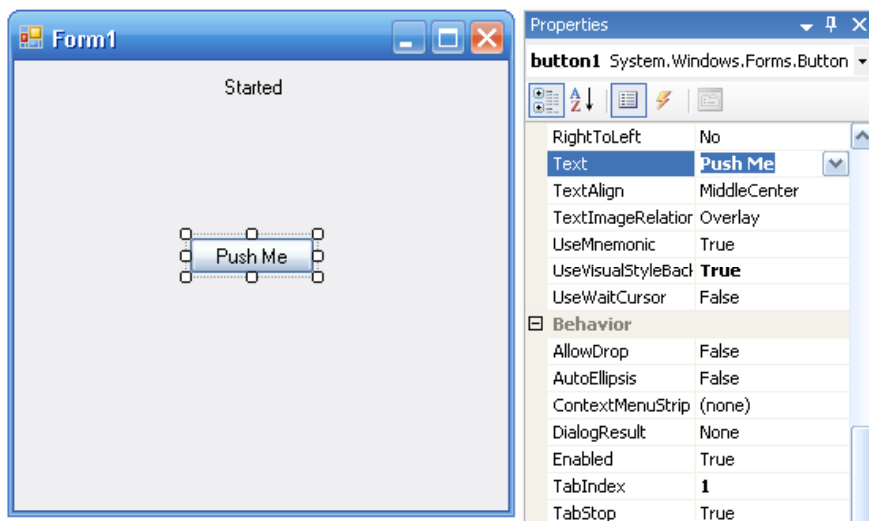 Form1
Started
Push Me
Properties
button1 System.Windows.Forms.Button
RightToLeft No
Text Push Me
TextAlign MiddleCenter
TextImageRelation Overlay
UseMnemonic True
UseVisualStyleBack True
UseWaitCursor False
Behavior
AllowDrop False
AutoEllipsis False
ContextMenuStrip (none)
DialogResult None
Enabled True
TabIndex 1
TabStop True